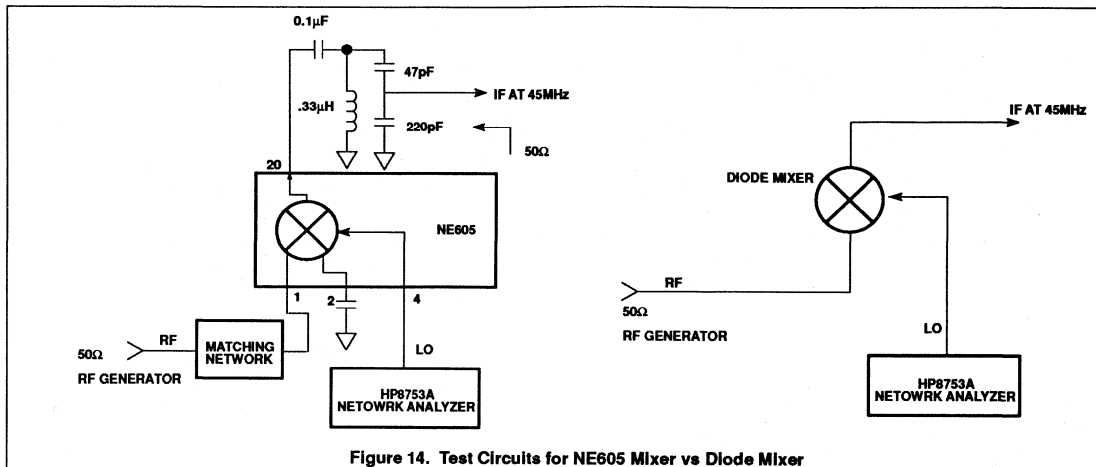 0.1μF
47pF
.33μH
IF AT 45MHz
220pF
50Ω
20
NE605
1
2
4
RF
MATCHING
NETWORK
50Ω
RF GENERATOR
LO
HP8753A
NETOWRK ANALYZER
IF AT 45MHz
DIODE MIXER
RF
50Ω
RF GENERATOR
LO
HP8753A
NETOWRK ANALYZER
Figure 14. Test Circuits for NE605 Mixer vs Diode Mixer